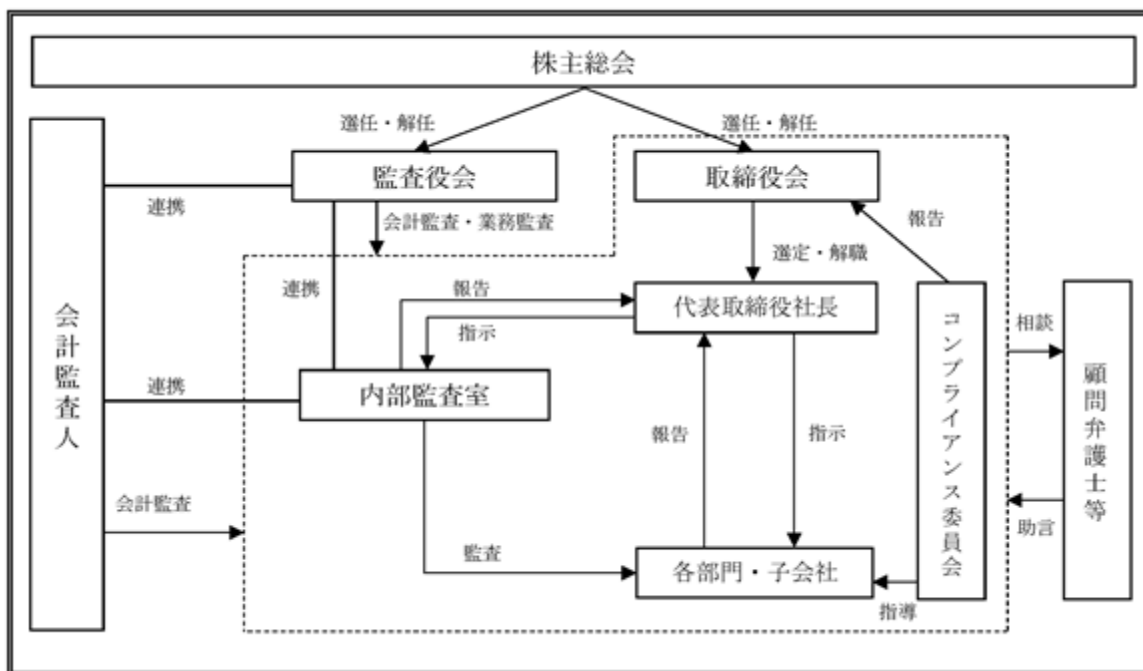 株主総会
選任・解任
選任・解任
監査役会
取締役会
連携
会計監査・業務監査
報告
選定・解職
連携
報告
代表取締役社長
指示
相談
会計監査人
コンプライアンス委員会
顧問弁護士等
連携
内部監査室
報告
指示
会計監査
助言
監査
各部門・子会社
指導